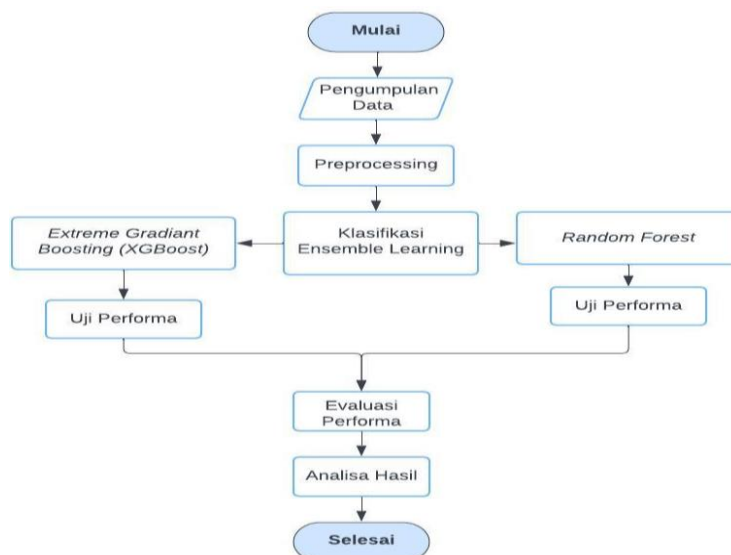 Mulai
Pengumpulan
Data
Preprocessing
Extreme Gradiant
Boosting (XGBoost)
Klasifikasi
Ensemble Learning
Random Forest
Uji Performa
Uji Performa
Evaluasi
Performa
Analisa Hasil
Selesai